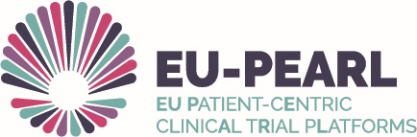 EU-PEARL
EU PATIENT-CENTRIC
CLINICAL TRIAL PLATFORMS